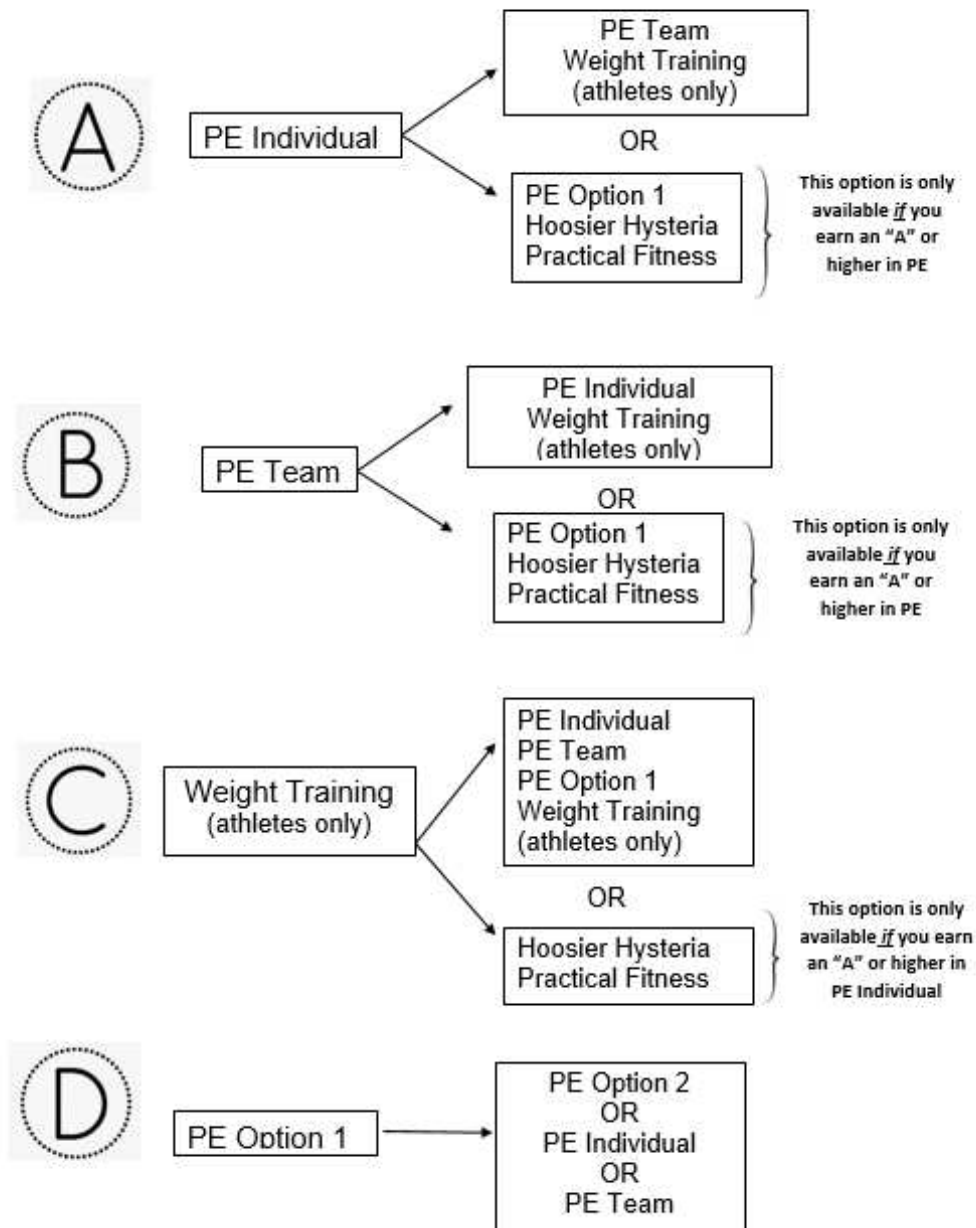 A
PE Individual
PE Team
Weight Training
(athletes only)
OR
PE Option 1
Hoosier Hysteria
Practical Fitness
This option is only
available if you
earn an “A” or
higher in PE
B
PE Team
PE Individual
Weight Training
(athletes only)
OR
PE Option 1
Hoosier Hysteria
Practical Fitness
This option is only
available if you
earn an “A” or
higher in PE
C
Weight Training
(athletes only)
PE Individual
PE Team
PE Option 1
Weight Training
(athletes only)
OR
Hoosier Hysteria
Practical Fitness
This option is only
available if you earn
an “A” or higher in
PE Individual
D
PE Option 1
PE Option 2
OR
PE Individual
OR
PE Team